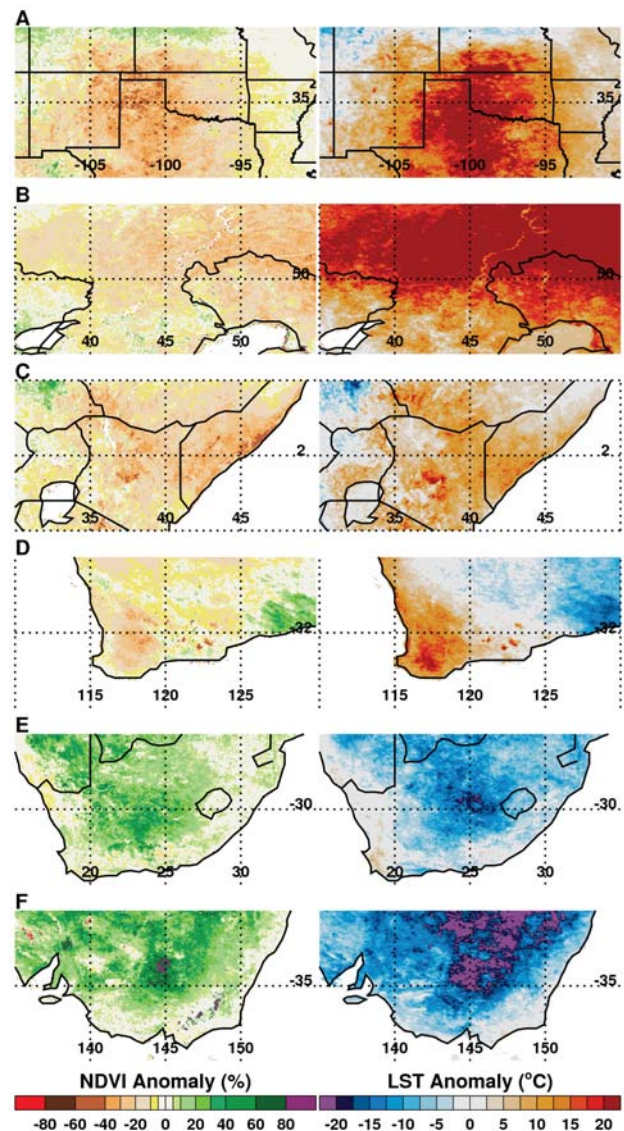 A
35
-105 -100 -95 -105 -100 -95
B
50 50
40 45 50 40 45 50
C
2 2
35 40 45 35 40 45
D
-32 -32
115 120 125 115 120 125
E
-30 -30
20 25 30 20 25 30
F
-35 -35
140 145 150 140 145 150
NDVI Anomaly (%) LST Anomaly (°C)
-80 -60 -40 -20 0 20 40 60 80 -20 -15 -10 -5 0 5 10 15 20